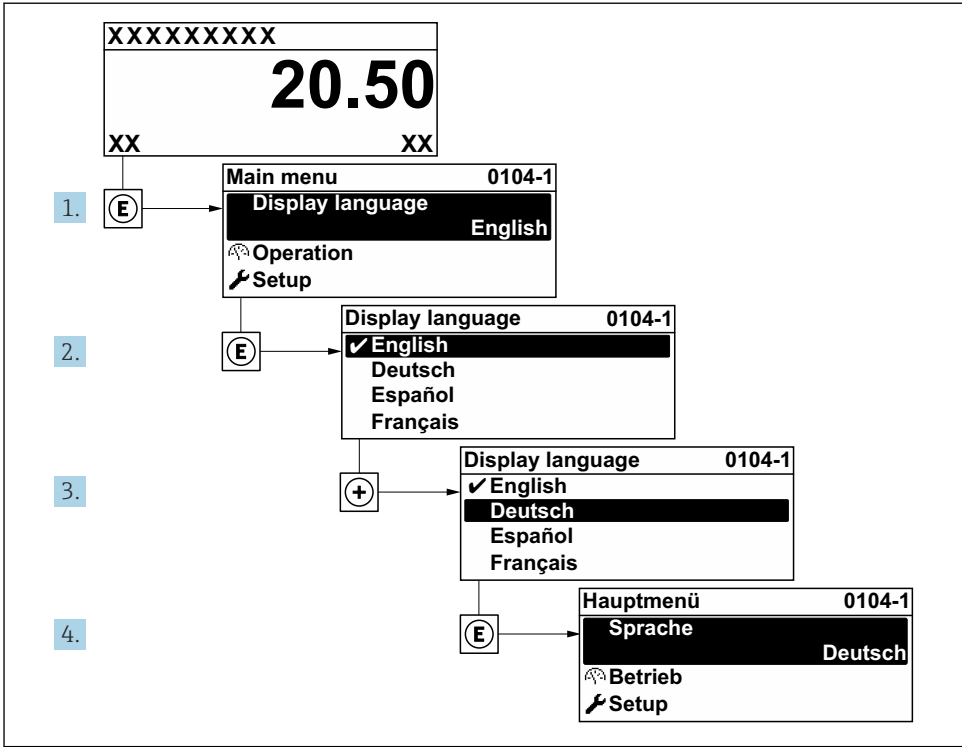 XXXXXXXXX
20.50
XX XX
1. E
Main menu 0104-1
Display language
English
Operation
Setup
2. E
Display language 0104-1
✔English
Deutsch
Español
Français
3. +
Display language 0104-1
✔English
Deutsch
Español
Français
4. E
Hauptmenü 0104-1
Sprache
Deutsch
Betrieb
Setup